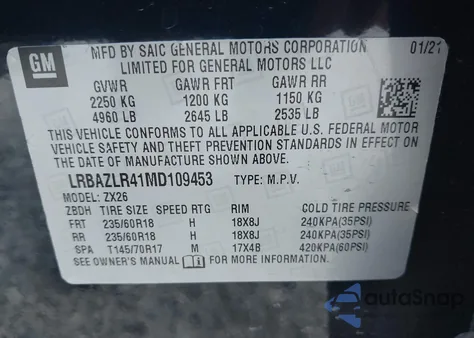 GM
MFD BY SAIC GENERAL MOTORS CORPORATION 01/21
LIMITED FOR GENERAL MOTORS LLC
GVWR GAWR FRT GAWR RR
2250 KG 1200 KG 1150 KG
4960 LB 2645 LB 2535 LB
THIS VEHICLE CONFORMS TO ALL APPLICABLE U.S. FEDERAL MOTOR
VEHICLE SAFETY AND THEFT PREVENTION STANDARDS IN EFFECT ON
THE DATE OF MANUFACTURE SHOWN ABOVE.
LRBAZLR41MD109453 TYPE: M.P.V.
MODEL: ZX26
ZBDH TIRE SIZE SPEED RTG RIM COLD TIRE PRESSURE
FRT 235/60R18 H 18X8J 240KPA(35PSI)
RR 235/60R18 H 18X8J 240KPA(35PSI)
SPA T145/70R17 M 17X4B 420KPA(60PSI)
SEE OWNER'S MANUAL FOR MORE INFORMATION.
AutoSnap